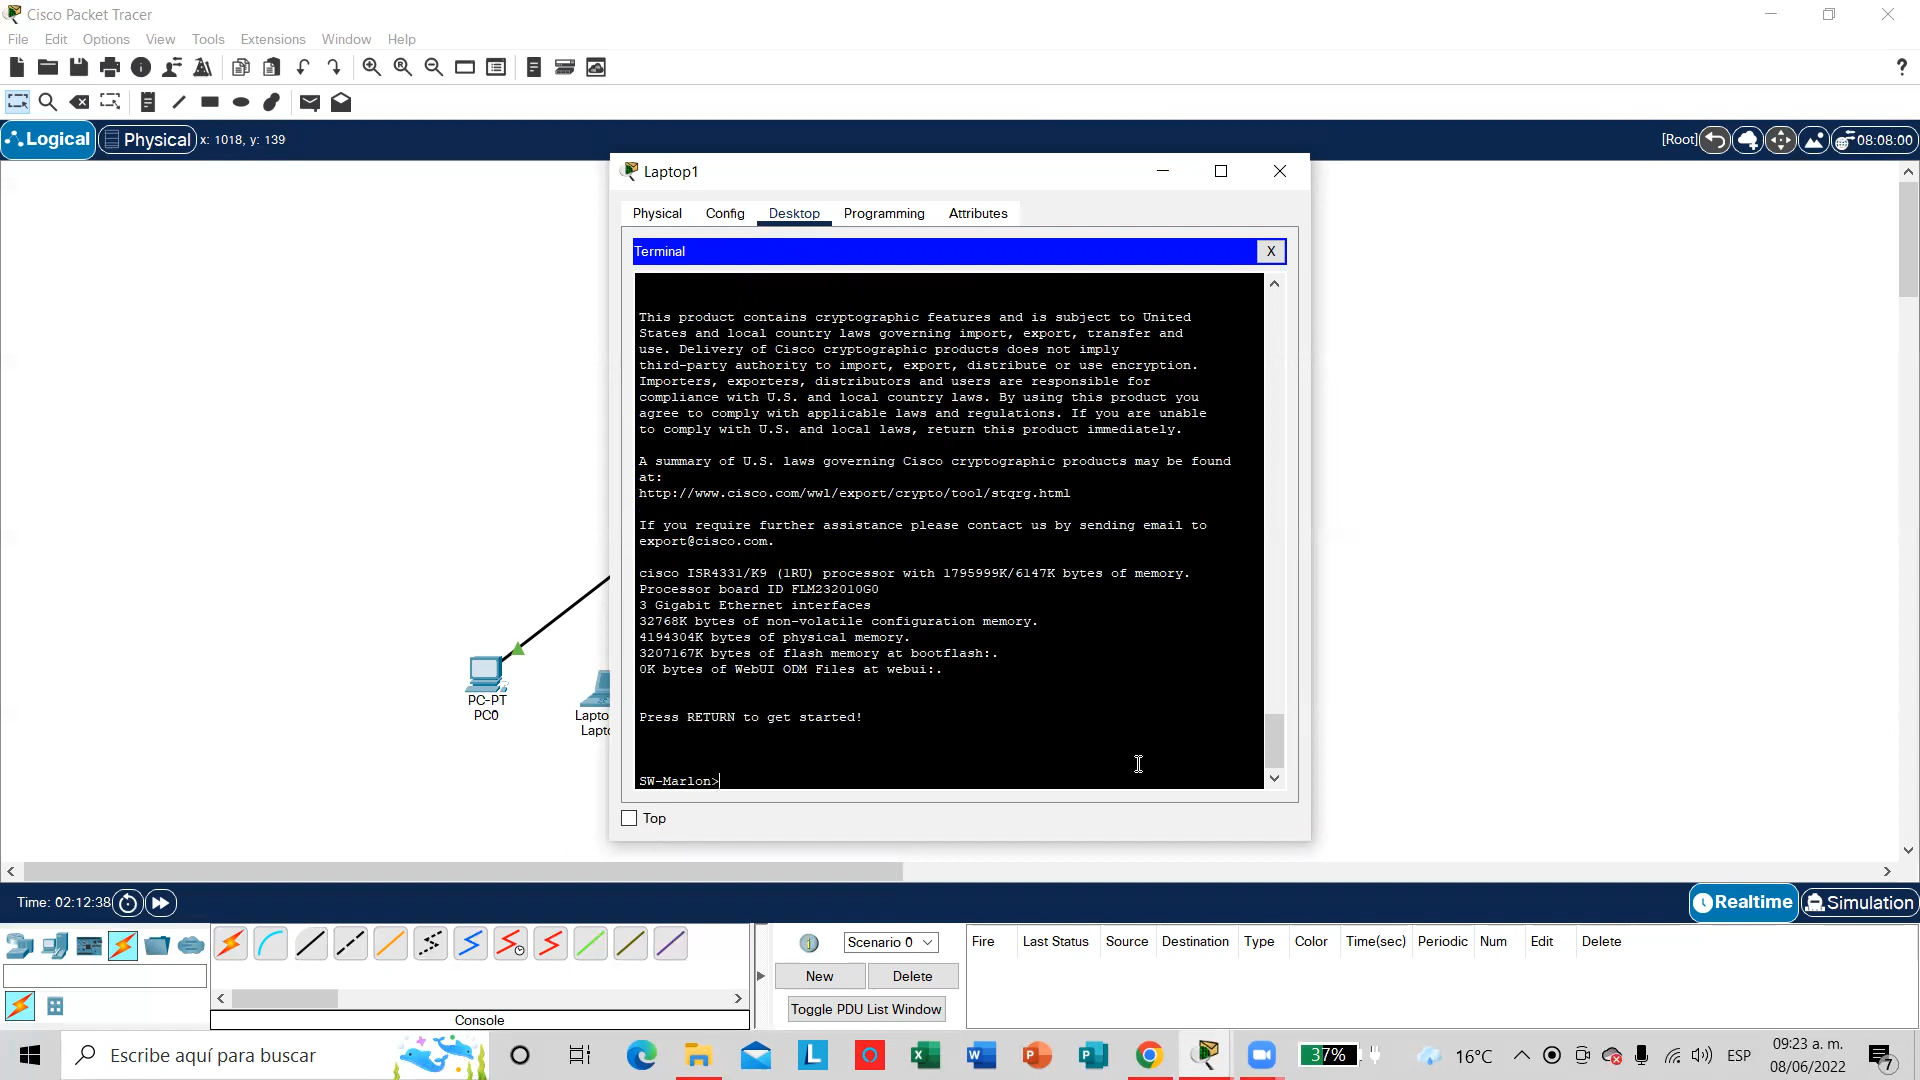 Cisco Packet Tracer
File Edit Options View Tools Extensions Window Help
?
Logical Physical x: 1018, y: 139 [Root] 08:08:00
Laptop1
Physical Config Desktop Programming Attributes
Terminal X
This product contains cryptographic features and is subject to United
States and local country laws governing import, export, transfer and
use. Delivery of Cisco cryptographic products does not imply
third-party authority to import, export, distribute or use encryption.
Importers, exporters, distributors and users are responsible for
compliance with U.S. and local country laws. By using this product you
agree to comply with applicable laws and regulations. If you are unable
to comply with U.S. and local laws, return this product immediately.
A summary of U.S. laws governing Cisco cryptographic products may be found
at:
http://www.cisco.com/wwl/export/crypto/tool/stqrg.html
If you require further assistance please contact us by sending email to
export@cisco.com.
cisco ISR4331/K9 (1RU) processor with 1795999K/6147K bytes of memory.
Processor board ID FLM232010G0
3 Gigabit Ethernet interfaces
32768K bytes of non-volatile configuration memory.
4194304K bytes of physical memory.
3207167K bytes of flash memory at bootflash:.
0K bytes of WebUI ODM Files at webui:.
Press RETURN to get started!
SW-Marlon>
PC-PT
PC0
Lapto
Lapt
Top
Time: 02:12:38 Realtime Simulation
Scenario 0
New Delete
Toggle PDU List Window
Fire Last Status Source Destination Type Color Time(sec) Periodic Num Edit Delete
Console
Escribe aquí para buscar
37% 16°C ESP
09:23 a. m.
08/06/2022
7